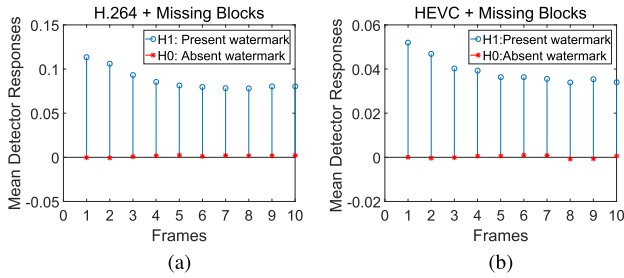 H.264 + Missing Blocks
Mean Detector Responses
0.15
0.1
0.05
0
-0.05
H1: Present watermark
H0: Absent watermark
0 1 2 3 4 5 6 7 8 9 10
Frames
(a)
HEVC + Missing Blocks
Mean Detector Responses
0.06
0.04
0.02
0
-0.02
H1:Present watermark
H0:Absent watermark
0 1 2 3 4 5 6 7 8 9 10
Frames
(b)